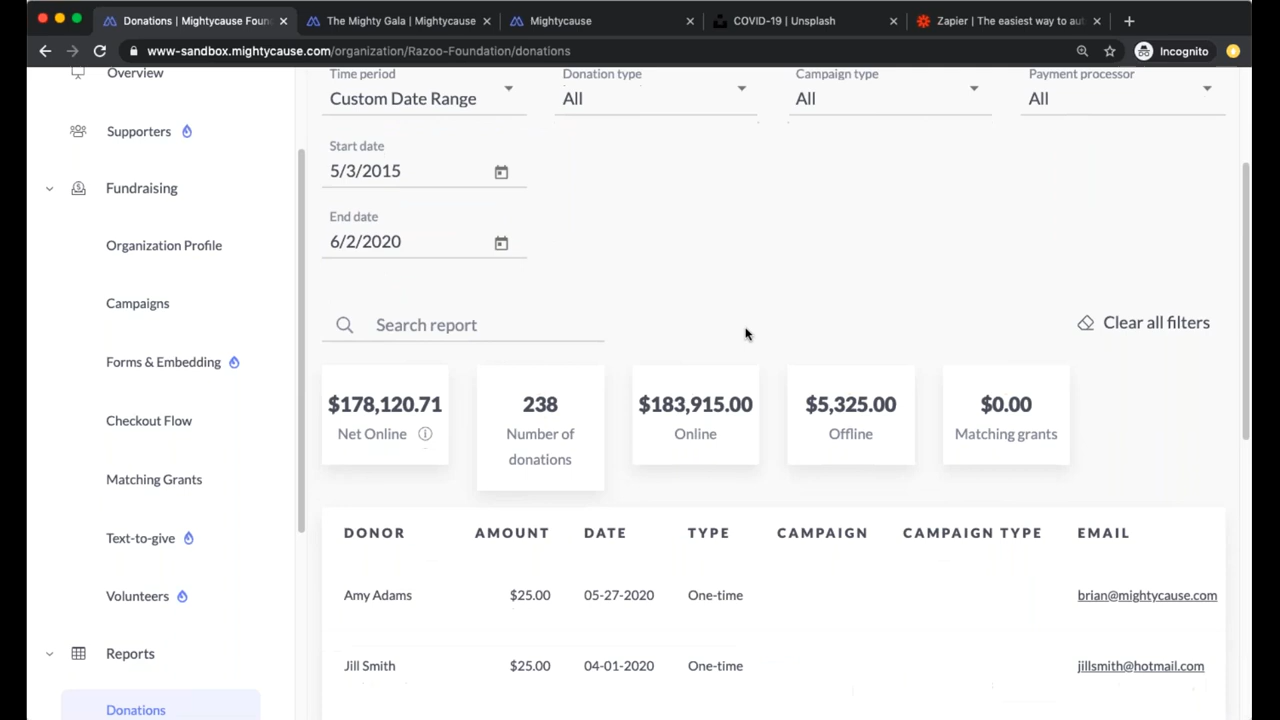 Donations | Mightycause Foun
The Mighty Gala | Mightycause
Mightycause
COVID-19 | Unsplash
Zapier | The easiest way to aut
www-sandbox.mightycause.com/organization/Razoo-Foundation/donations
Incognito
Overview
Supporters
Fundraising
Organization Profile
Campaigns
Forms & Embedding
Checkout Flow
Matching Grants
Text-to-give
Volunteers
Reports
Donations
Time period
Custom Date Range
Donation type
All
Campaign type
All
Payment processor
All
Start date
5/3/2015
End date
6/2/2020
Search report
Clear all filters
$178,120.71
Net Online
238
Number of
donations
$183,915.00
Online
$5,325.00
Offline
$0.00
Matching grants
DONOR AMOUNT DATE TYPE CAMPAIGN CAMPAIGN TYPE EMAIL
Amy Adams $25.00 05-27-2020 One-time brian@mightycause.com
Jill Smith $25.00 04-01-2020 One-time jillsmith@hotmail.com